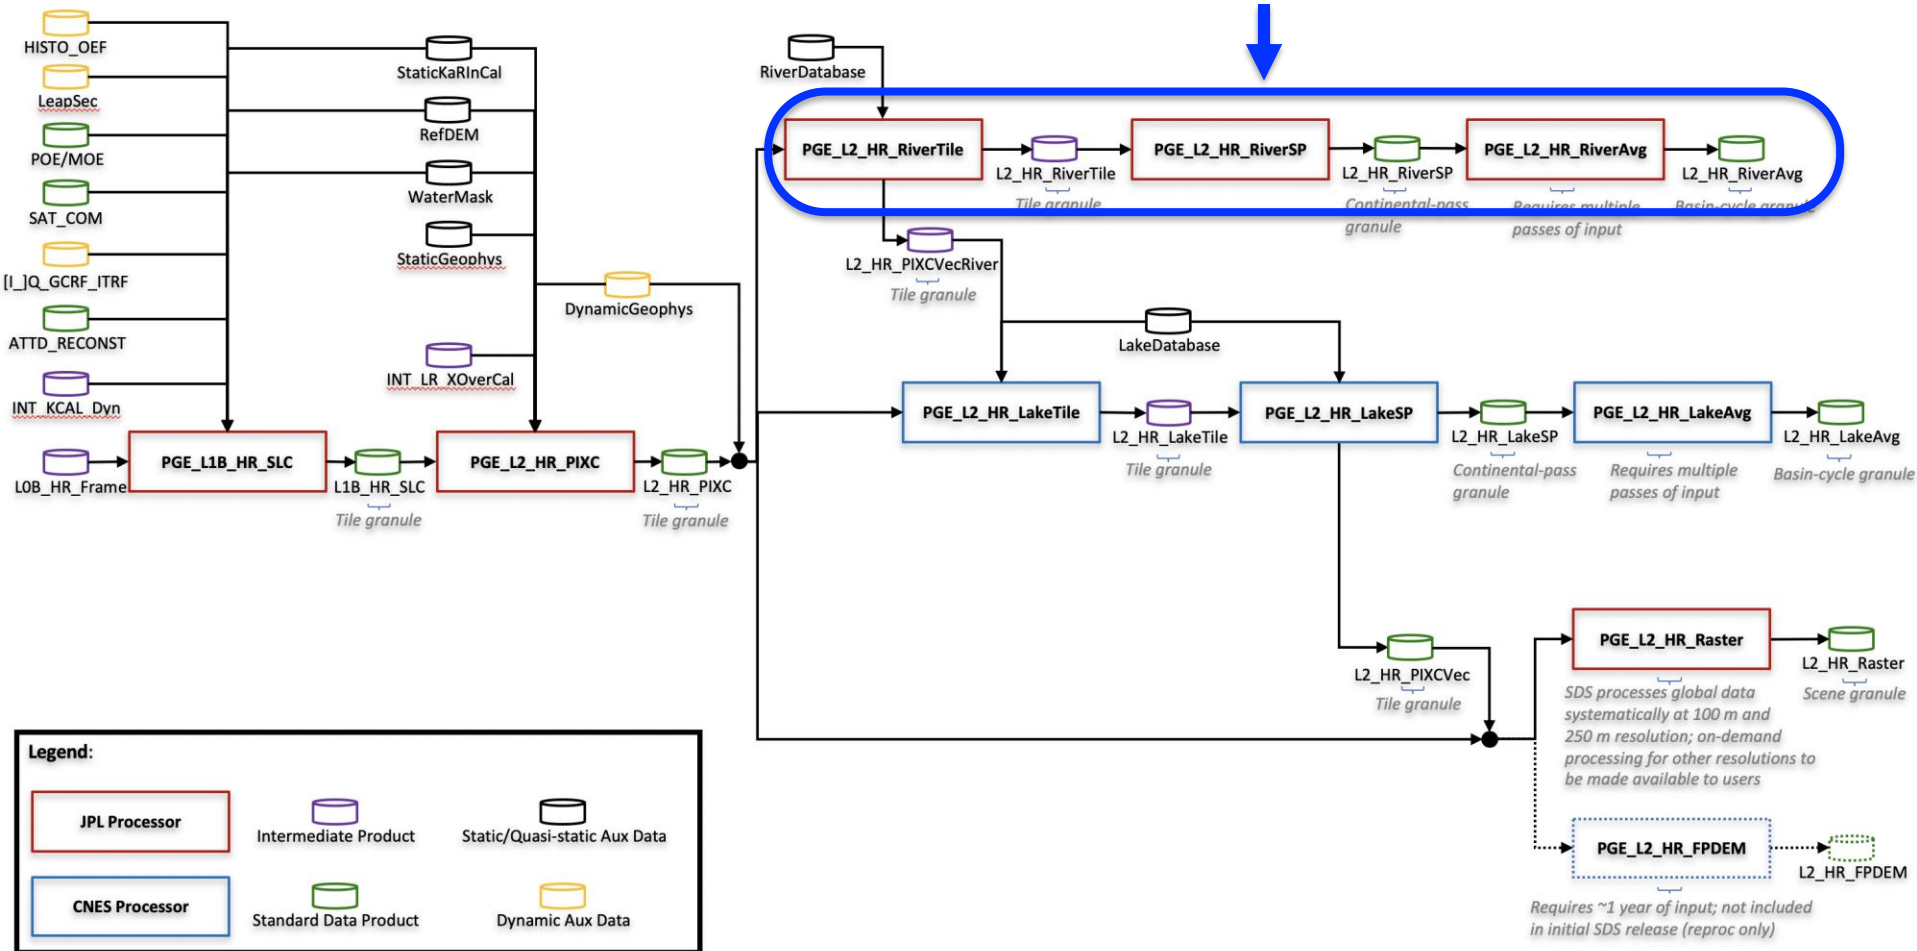 HISTO_OEF
LeapSec
POE/MOE
SAT_COM
[I_]Q_GCRF_ITRF
ATTD_RECONST
INT_KCAL_Dyn
L0B_HR_Frame
StaticKaRInCal
RefDEM
WaterMask
StaticGeophys
DynamicGeophys
INT_LR_XOverCal
PGE_L1B_HR_SLC
L1B_HR_SLC
Tile granule
PGE_L2_HR_PIXC
L2_HR_PIXC
Tile granule
RiverDatabase
PGE_L2_HR_RiverTile
L2_HR_RiverTile
Tile granule
PGE_L2_HR_RiverSP
L2_HR_RiverSP
Continental-pass
granule
PGE_L2_HR_RiverAvg
Requires multiple
passes of input
L2_HR_RiverAvg
Basin-cycle granule
L2_HR_PIXCVecRiver
Tile granule
LakeDatabase
PGE_L2_HR_LakeTile
L2_HR_LakeTile
Tile granule
PGE_L2_HR_LakeSP
L2_HR_LakeSP
Continental-pass
granule
PGE_L2_HR_LakeAvg
Requires multiple
passes of input
L2_HR_LakeAvg
Basin-cycle granule
L2_HR_PIXCVec
Tile granule
PGE_L2_HR_Raster
SDS processes global data
systematically at 100 m and
250 m resolution; on-demand
processing for other resolutions to
be made available to users
L2_HR_Raster
Scene granule
PGE_L2_HR_FPDEM
Requires ~1 year of input; not included
in initial SDS release (reproc only)
L2_HR_FPDEM
Legend:
JPL Processor
Intermediate Product
Static/Quasi-static Aux Data
CNES Processor
Standard Data Product
Dynamic Aux Data